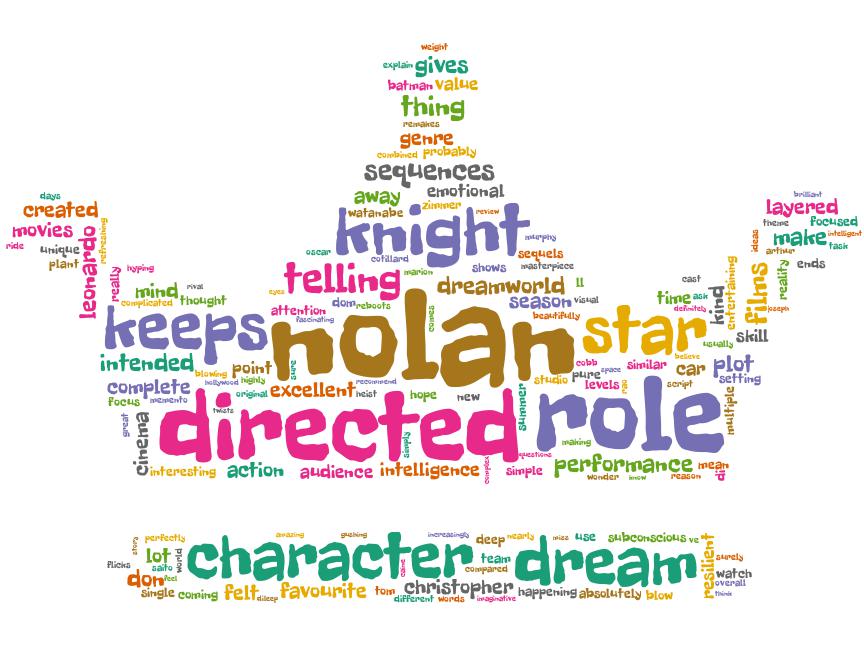 weight
explain gives
batman value
thing
remakes
genre
combined probably
sequences
away emotional
watanabe zimmer review
knight murphy
oscar cotillard sequels
shows masterpiece
days
created
movies
ride unique
plant
leonardo
refreshing
brilliant
layered
theme focused
make intelligent
ideas task
arthur
reality ends
films
joseph
entertaining
kind
cast
really hyping
mind rival
complicated thought
eyes telling marion dreamworld ll
attention dom reboots season visual
fascinating comes beautifully
time ask
definitely
keeps nolan star
usually skill
intended blowing point sure
cobb similar believe car plot
pure space setting
complete hollywood highly studio levels script
original excellent recommend
focus memento heist hope new summer
twists
great cinema directed role multiple
simply making
questions
interesting action audience intelligence complex simple performance mean
wonder know reason
story perfectly amazing gushing increasingly deep nearly miss use subconscious ve
lot world character came team dream resilient surely
flicks saito compared watch
don feel overall
single coming felt dileep favourite tom christopher happening absolutely blow think
different words imaginative